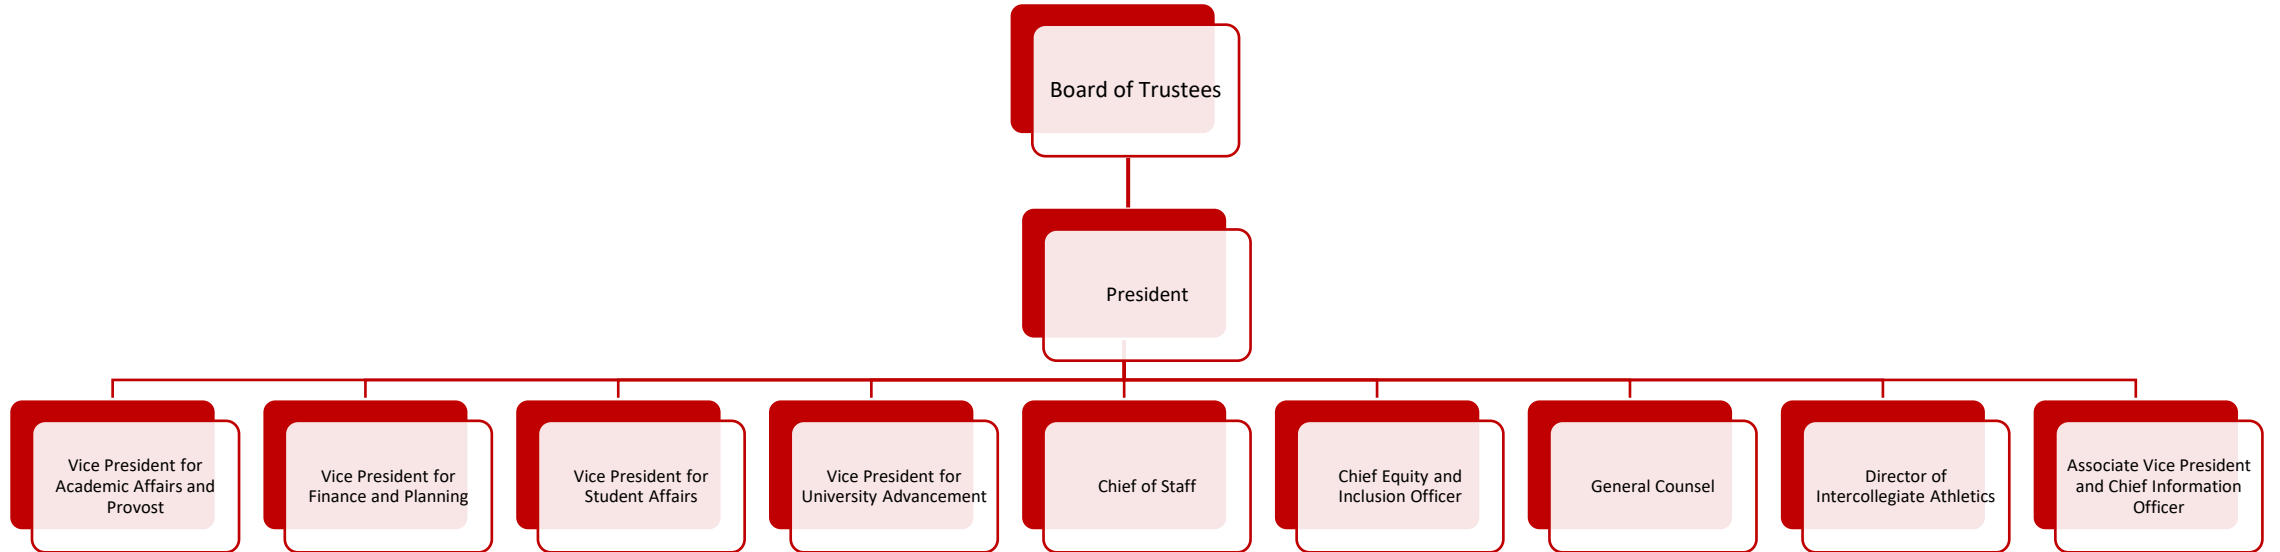 Board of Trustees
President
Vice President for
Academic Affairs and
Provost
Vice President for
Finance and Planning
Vice President for
Student Affairs
Vice President for
University Advancement
Chief of Staff
Chief Equity and
Inclusion Officer
General Counsel
Director of
Intercollegiate Athletics
Associate Vice President
and Chief Information
Officer